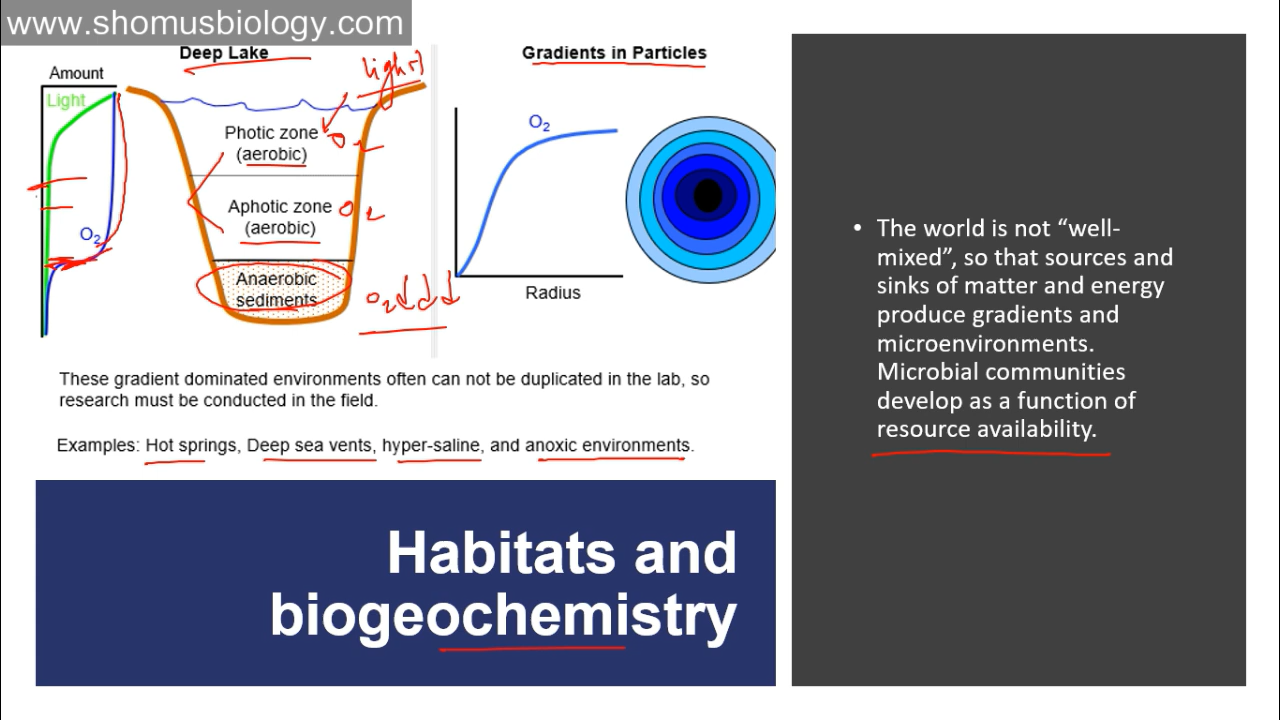 www.shomusbiology.com
Deep Lake
Amount
Light
O₂
Photic zone
(aerobic)
Aphotic zone
(aerobic)
Anaerobic
sediments
light
O₂
O₂
O₂↓↓↓
Gradients in Particles
O₂
Radius
These gradient dominated environments often can not be duplicated in the lab, so
research must be conducted in the field.
Examples: Hot springs, Deep sea vents, hyper-saline, and anoxic environments.
Habitats and
biogeochemistry
• The world is not “well-
mixed”, so that sources and
sinks of matter and energy
produce gradients and
microenvironments.
Microbial communities
develop as a function of
resource availability.